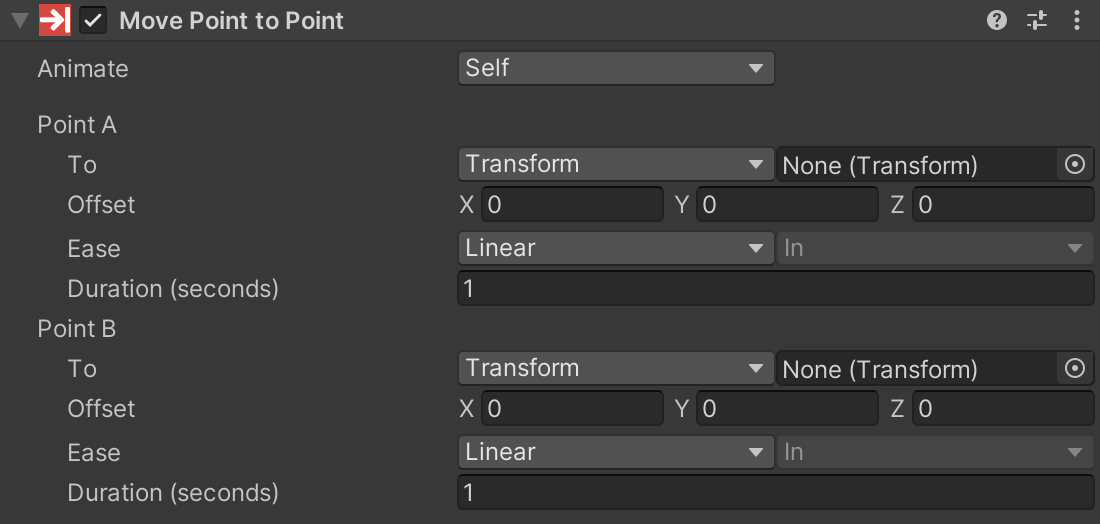 Move Point to Point
Animate Self
Point A
To Transform None (Transform)
Offset X 0 Y 0 Z 0
Ease Linear In
Duration (seconds) 1
Point B
To Transform None (Transform)
Offset X 0 Y 0 Z 0
Ease Linear In
Duration (seconds) 1